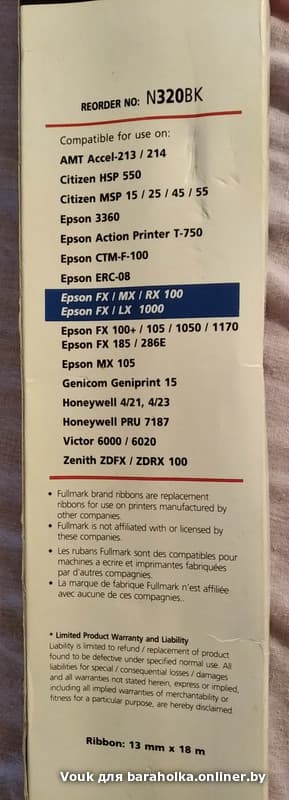 REORDER NO: N320BK
Compatible for use on:
AMT Accel-213 / 214
Citizen HSP 550
Citizen MSP 15 / 25 / 45 / 55
Epson 3360
Epson Action Printer T-750
Epson CTM-F-100
Epson ERC-08
Epson FX / MX / RX 100
Epson FX / LX 1000
Epson FX 100+ / 105 / 1050 / 1170
Epson FX 185 / 286E
Epson MX 105
Genicom Geniprint 15
Honeywell 4/21, 4/23
Honeywell PRU 7187
Victor 6000 / 6020
Zenith ZDFX / ZDRX 100
• Fullmark brand ribbons are replacement
ribbons for use on printers manufactured by
other companies.
• Fullmark is not affiliated with or licensed by
these companies.
• Les rubans Fullmark sont des compatibles pour
machines a ecrire et imprimantes fabriquées
par d'autres compagnies.
• La marque de fabrique Fullmark n'est affiliée
avec aucune de ces compagnies..
* Limited Product Warranty and Liability
Liability is limited to refund / replacement of product
found to be defective under specified normal use. All
liabilities for special / consequential losses / damages
and all warranties not stated herein, express or implied,
including all implied warranties of merchantability or
fitness for a particular purpose, are hereby disclaimed.
Ribbon: 13 mm x 18 m
Vouk для baraholka.onliner.by